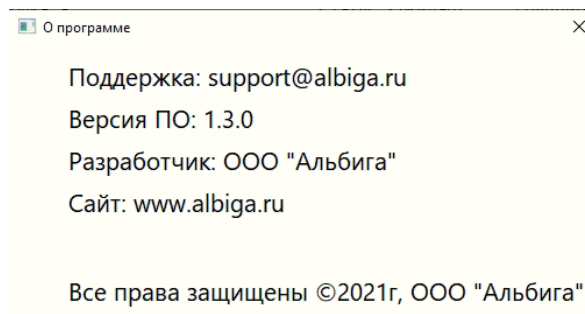 О программе
Поддержка: support@albiga.ru
Версия ПО: 1.3.0
Разработчик: ООО "Альбига"
Сайт: www.albiga.ru
Все права защищены ©2021г, ООО "Альбига"